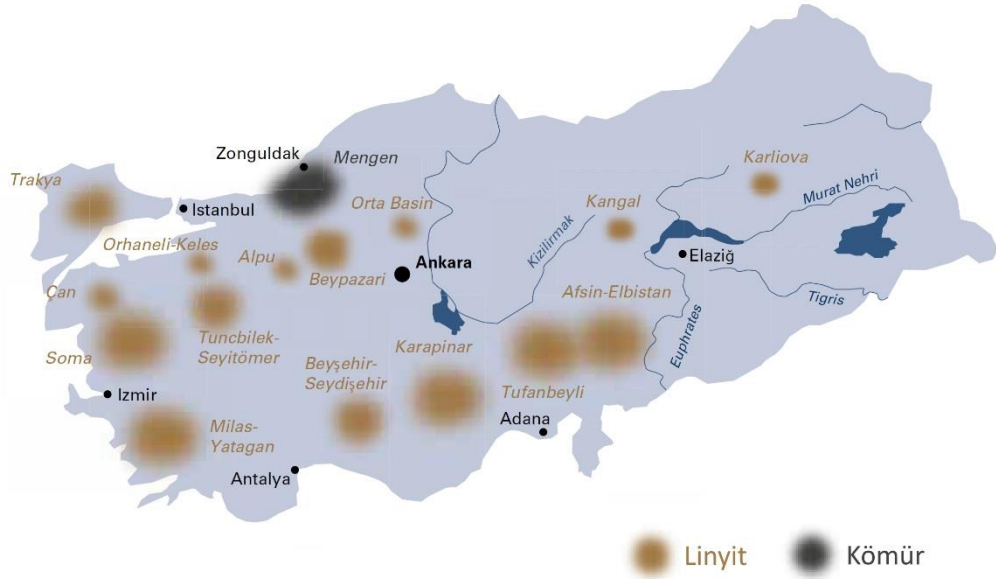 Zonguldak
Mengen
Trakya
Istanbul
Orta Basin
Kangal
Karliova
Murat Nehri
Orhaneli-Keles
Alpu
Beypazari
Ankara
Kizilirmak
Elaziğ
Çan
Afsin-Elbistan
Tigris
Euphrates
Soma
Tuncbilek-
Seyitömer
Beyşehir-
Seydişehir
Karapinar
Izmir
Tufanbeyli
Adana
Milas-
Yatagan
Antalya
Linyit
Kömür